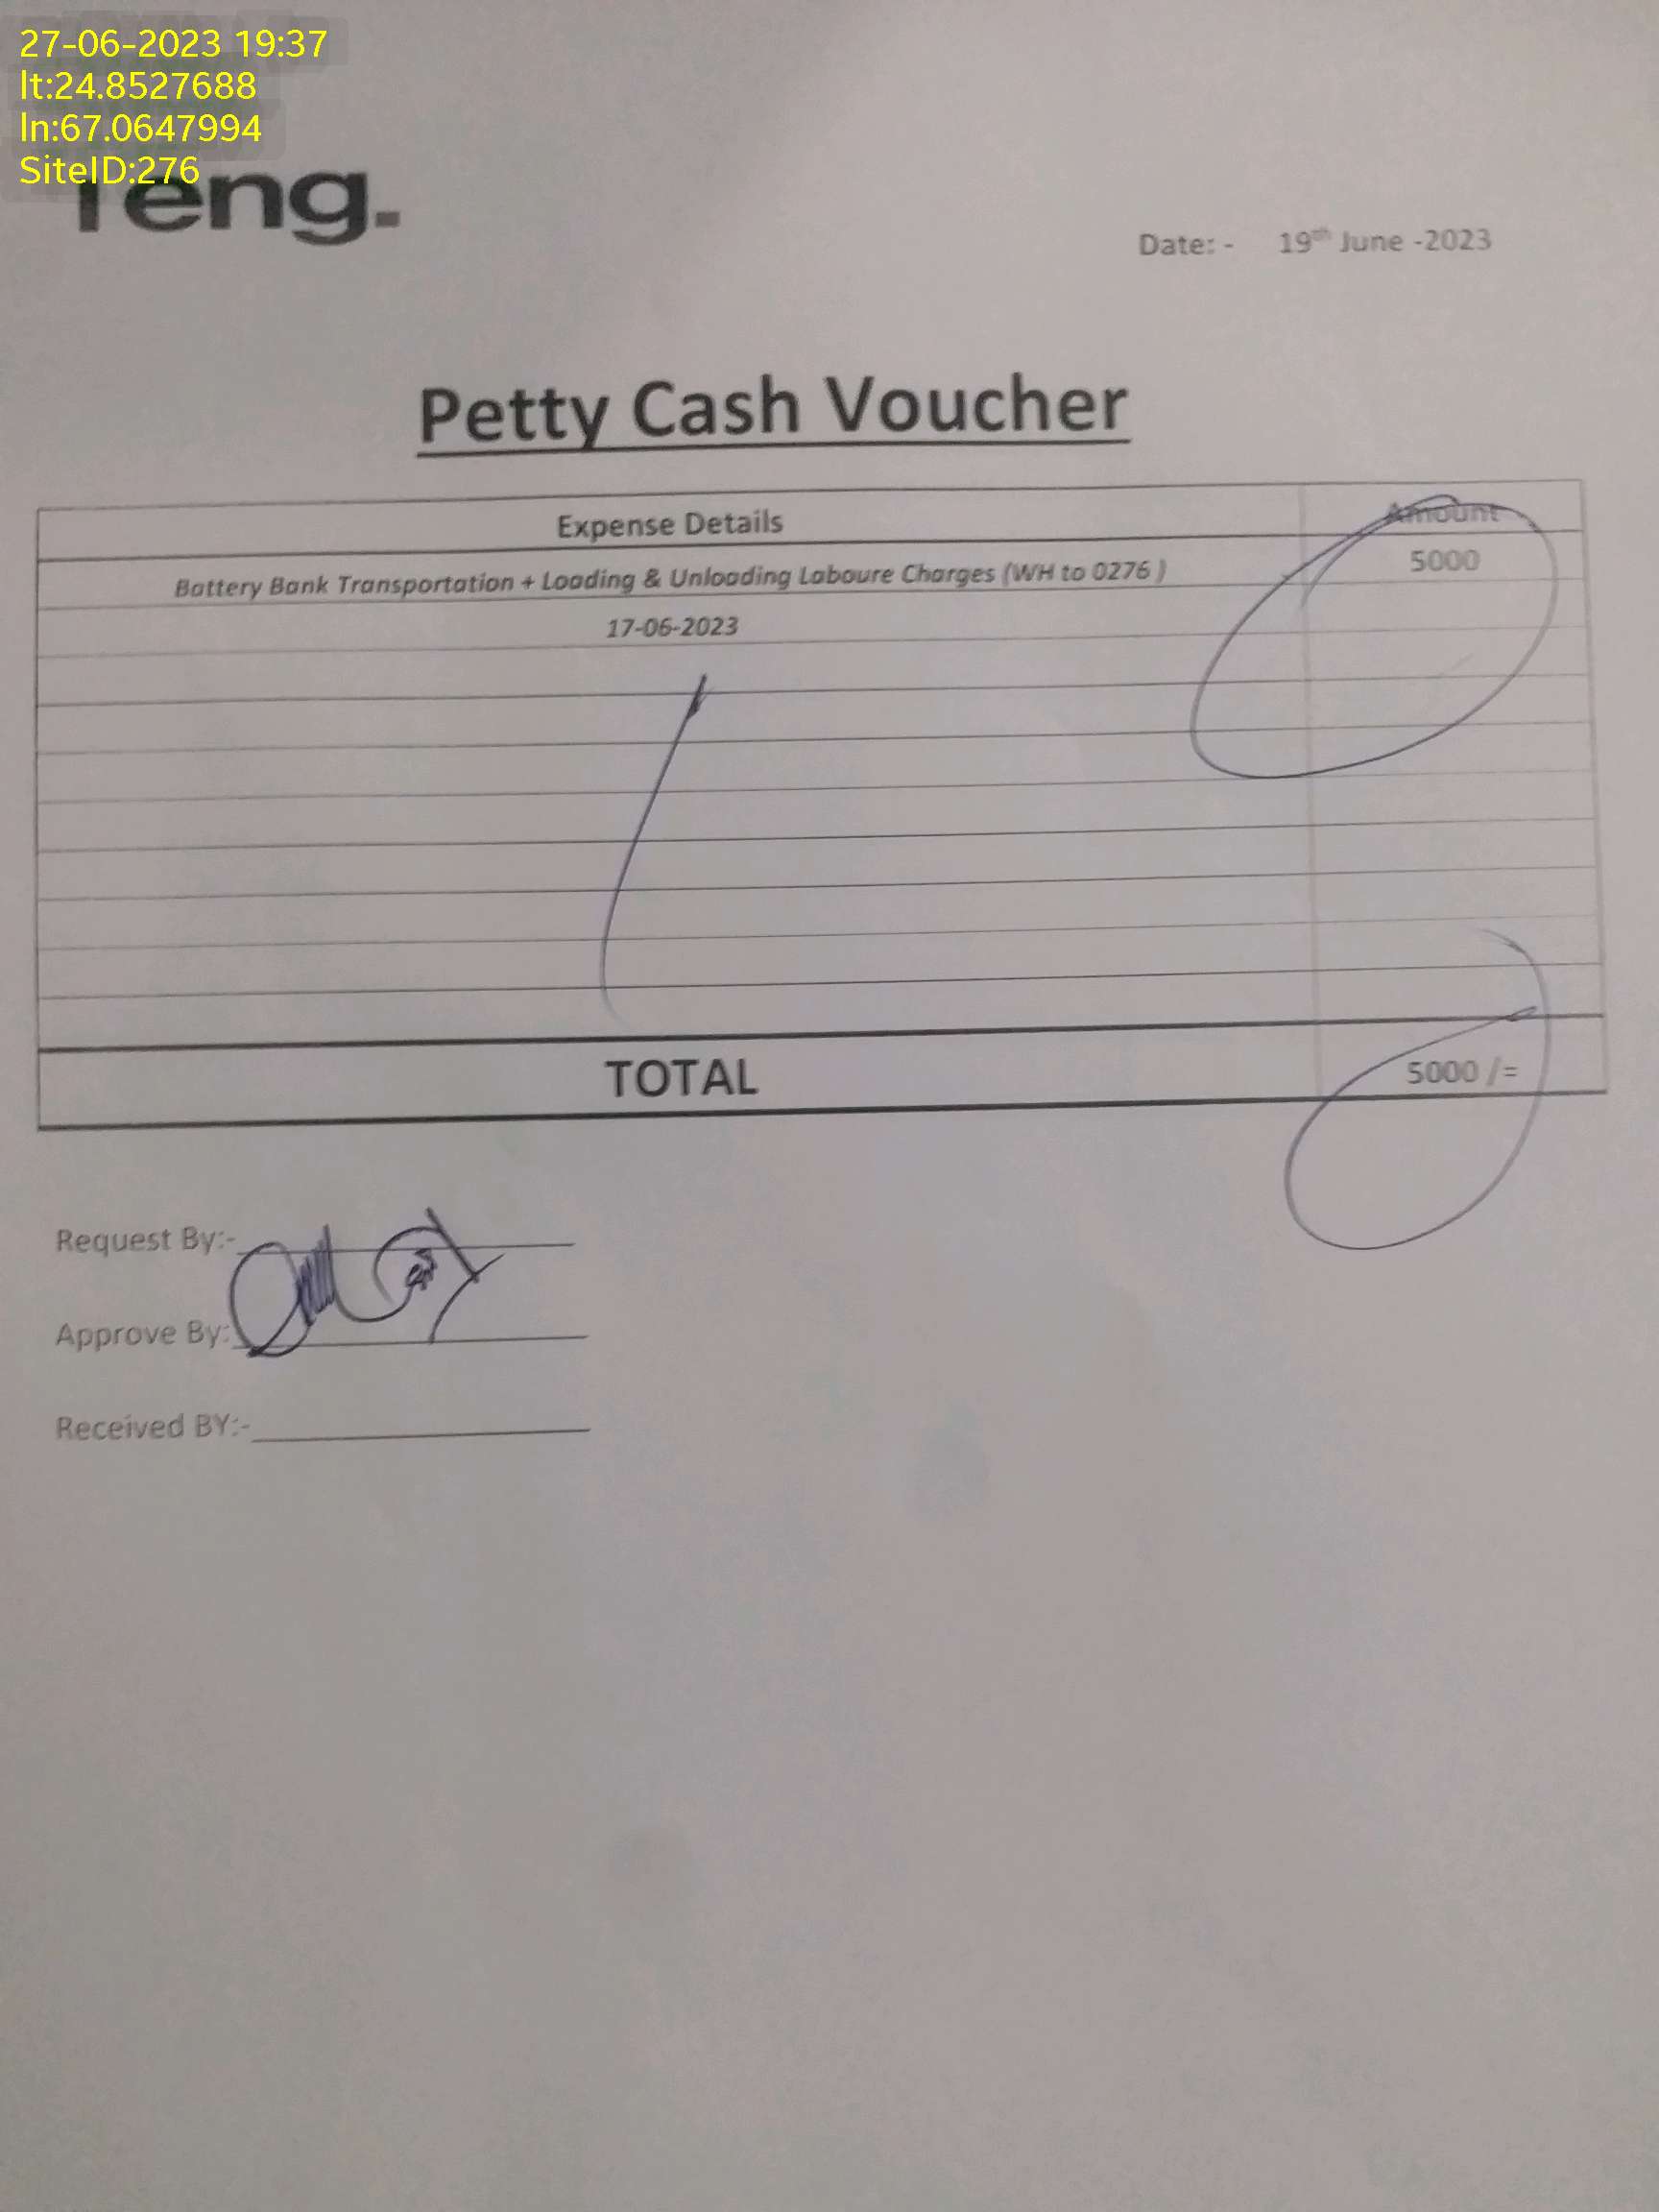 27-06-2023 19:37
lt:24.8527688
ln:67.0647994
SiteID:276
Teng.
Date: - 19th June -2023
Petty Cash Voucher
Expense Details Amount
Battery Bank Transportation + Loading & Unloading Laboure Charges (WH to 0276 ) 5000
17-06-2023
TOTAL 5000 /=
Request By:-
Approve By:
Received BY:-